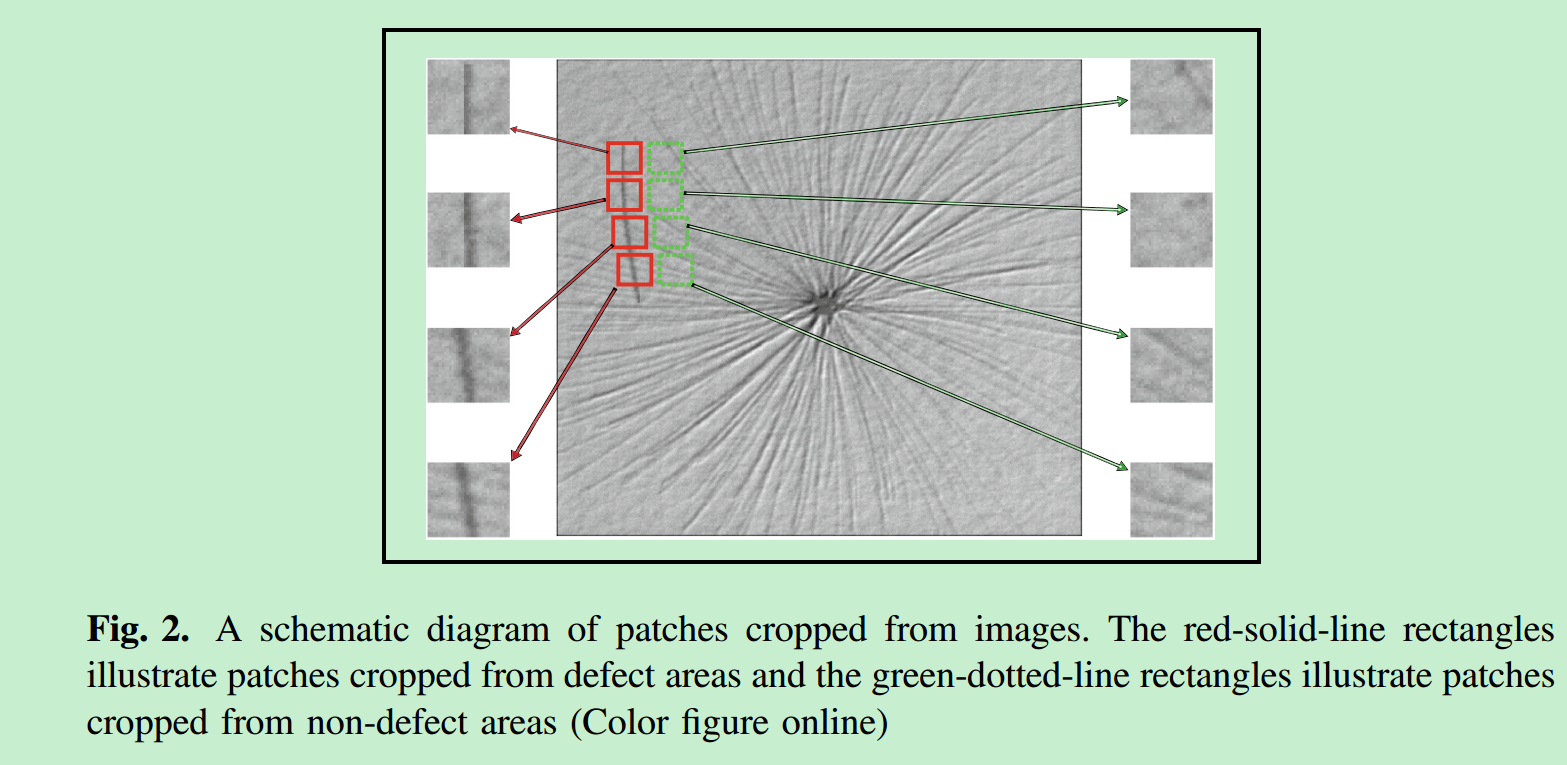 Fig. 2. A schematic diagram of patches cropped from images. The red-solid-line rectangles
illustrate patches cropped from defect areas and the green-dotted-line rectangles illustrate patches
cropped from non-defect areas (Color figure online)